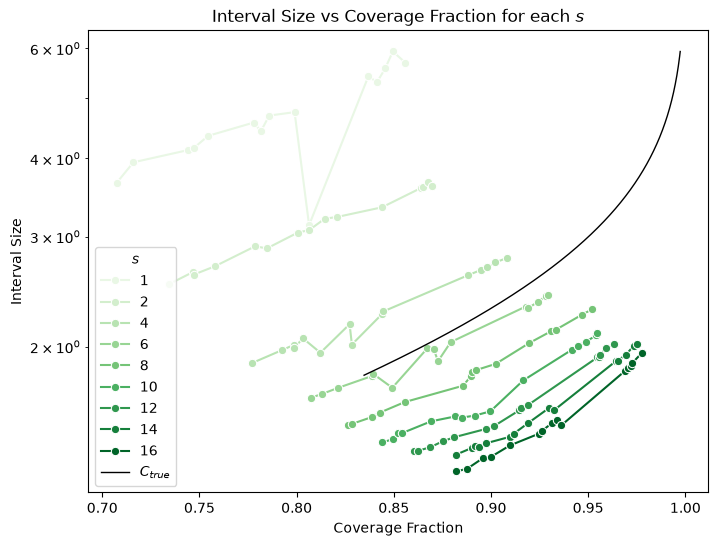 Interval Size vs Coverage Fraction for each s
6 × 10⁰
4 × 10⁰
3 × 10⁰
2 × 10⁰
Interval Size
s
1
2
4
6
8
10
12
14
16
C_true
0.70 0.75 0.80 0.85 0.90 0.95 1.00
Coverage Fraction